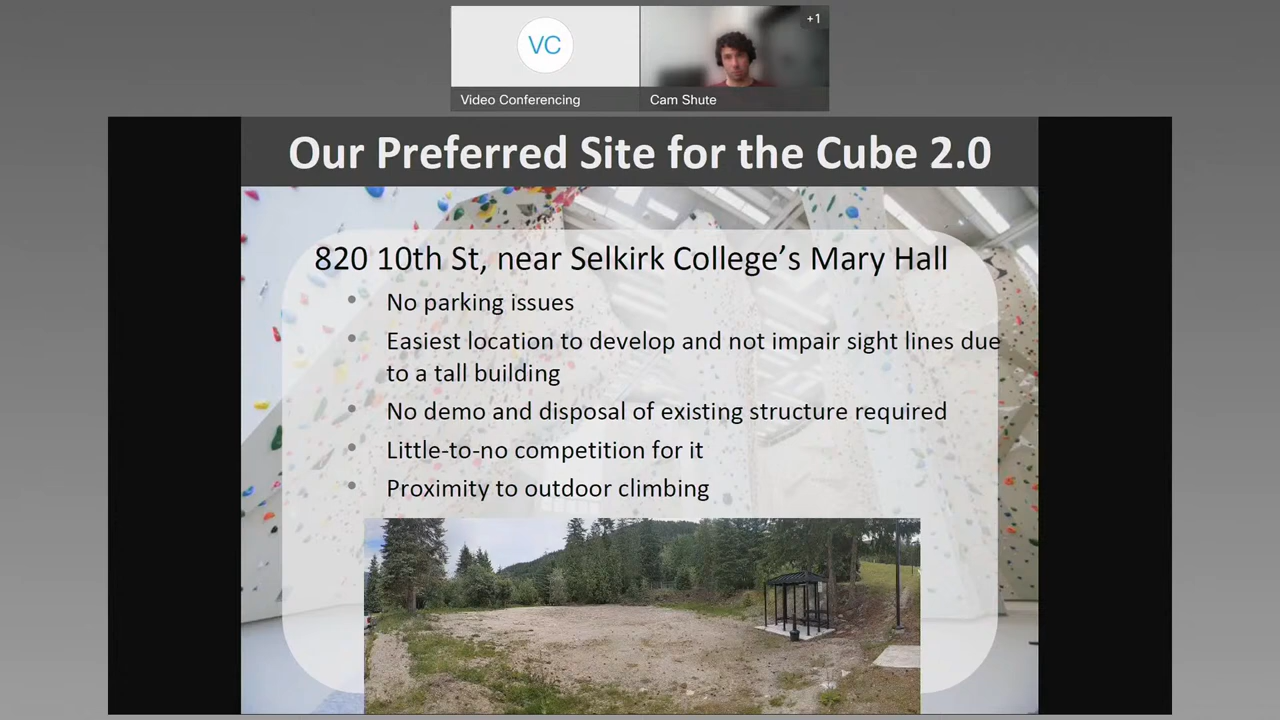 +1
VC
Video Conferencing
Cam Shute
Our Preferred Site for the Cube 2.0
820 10th St, near Selkirk College’s Mary Hall
• No parking issues
• Easiest location to develop and not impair sight lines due
to a tall building
• No demo and disposal of existing structure required
• Little-to-no competition for it
• Proximity to outdoor climbing